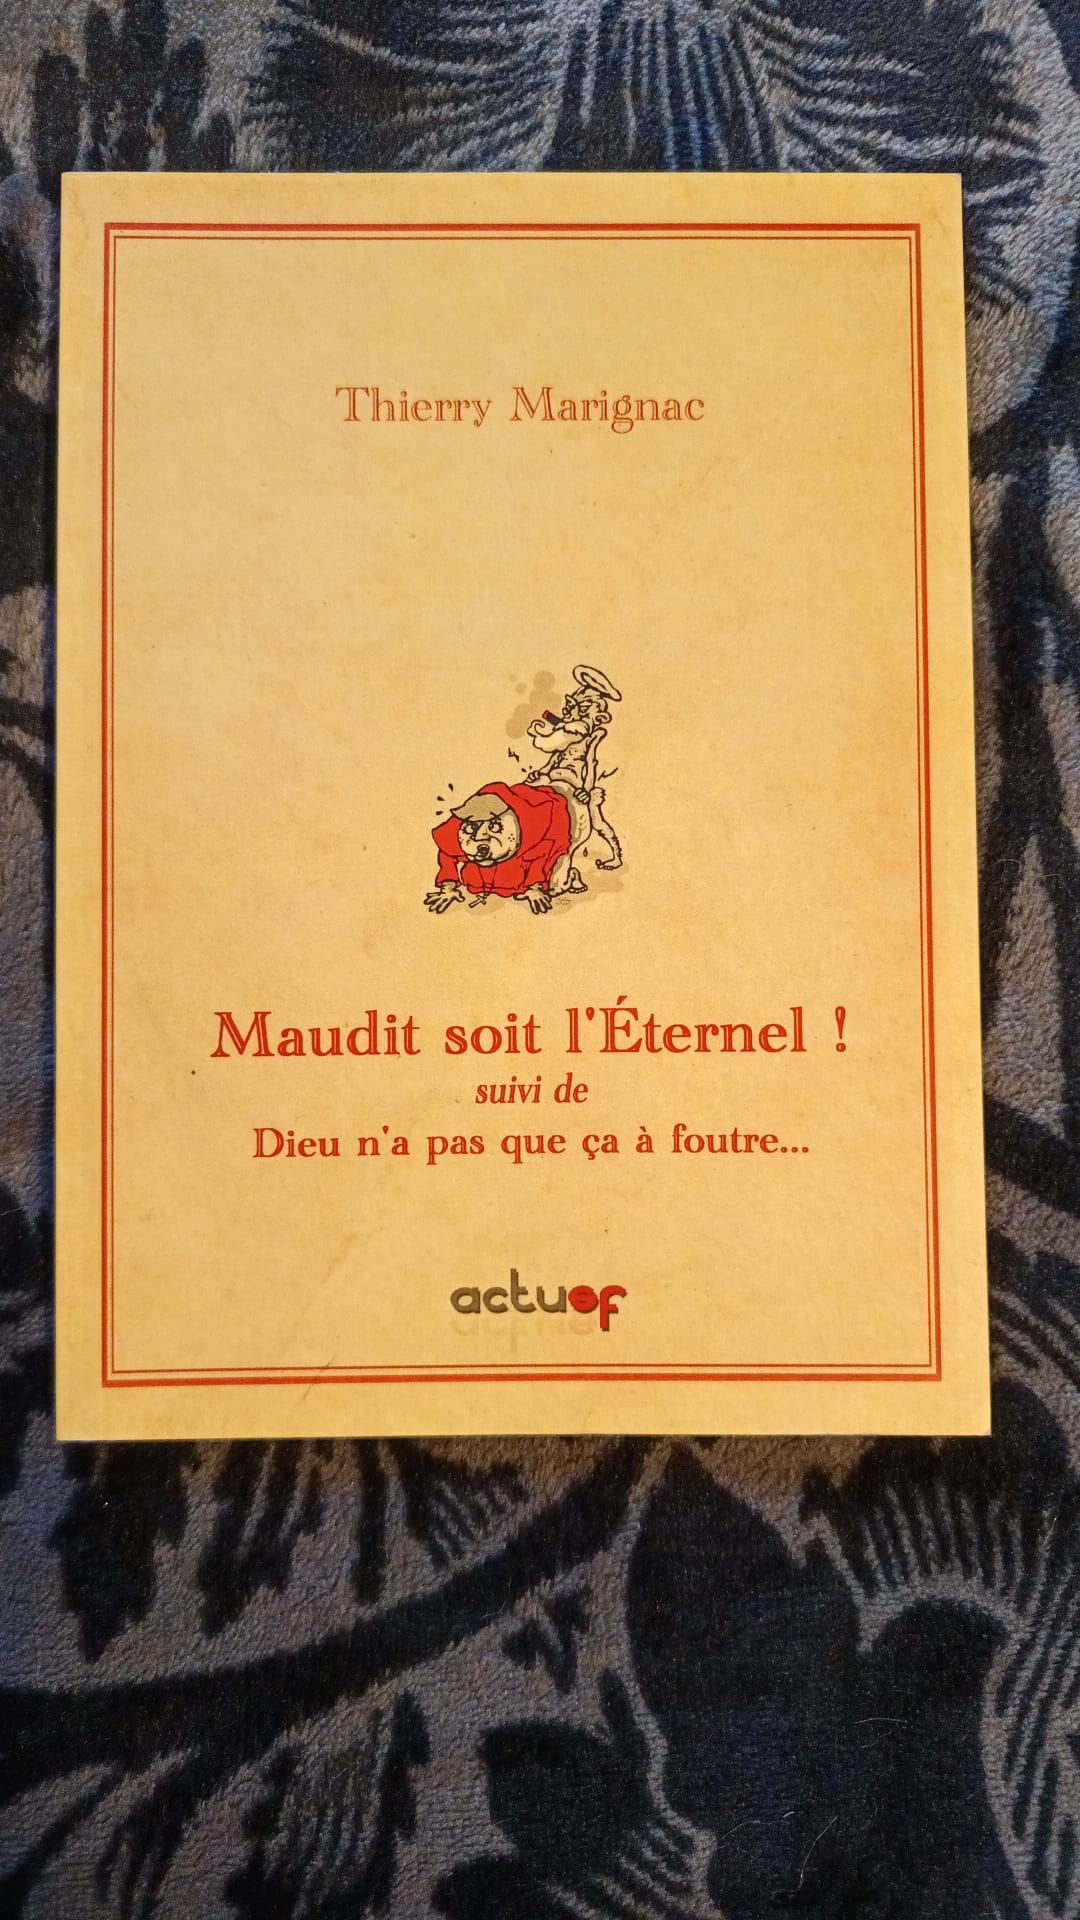 Thierry Marignac
Maudit soit l'Éternel !
suivi de
Dieu n'a pas que ça à foutre...
actusf